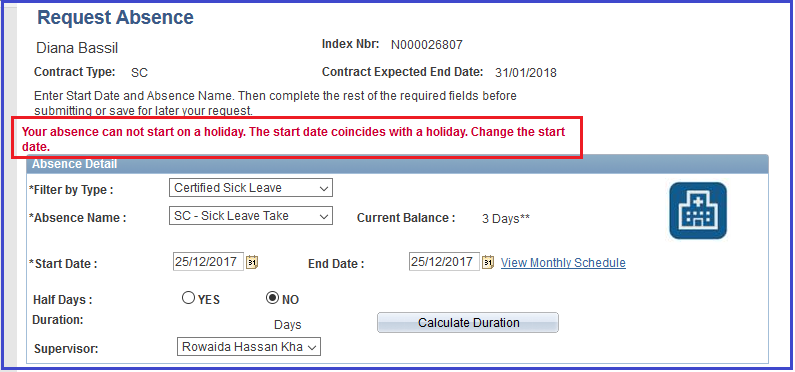 Request Absence
Diana Bassil
Index Nbr: N000026807
Contract Type: SC
Contract Expected End Date: 31/01/2018
Enter Start Date and Absence Name. Then complete the rest of the required fields before
submitting or save for later your request.
Your absence can not start on a holiday. The start date coincides with a holiday. Change the start
date.
Absence Detail
*Filter by Type : Certified Sick Leave
*Absence Name : SC - Sick Leave Take Current Balance : 3 Days**
*Start Date : 25/12/2017 31 End Date : 25/12/2017 31 View Monthly Schedule
Half Days : YES NO
Duration: Days Calculate Duration
Supervisor: Rowaida Hassan Kha